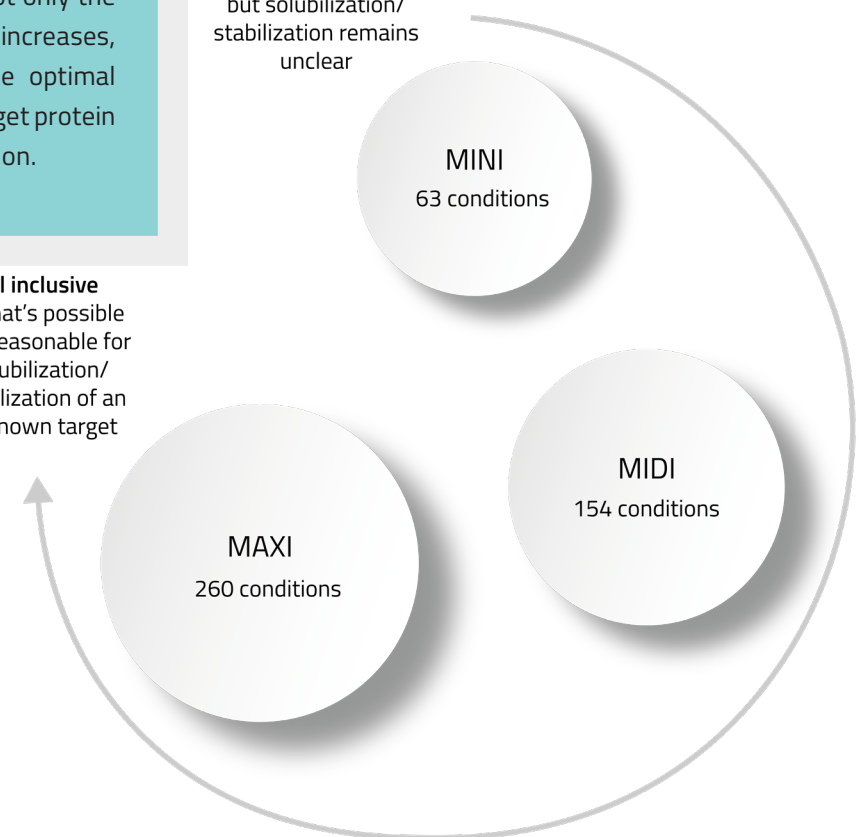 only the
increases,
optimal
get protein
on.
but solubilization/
stabilization remains
unclear
MINI
63 conditions
l inclusive
at's possible
easonable for
ubilization/
lization of an
nown target
MIDI
154 conditions
MAXI
260 conditions